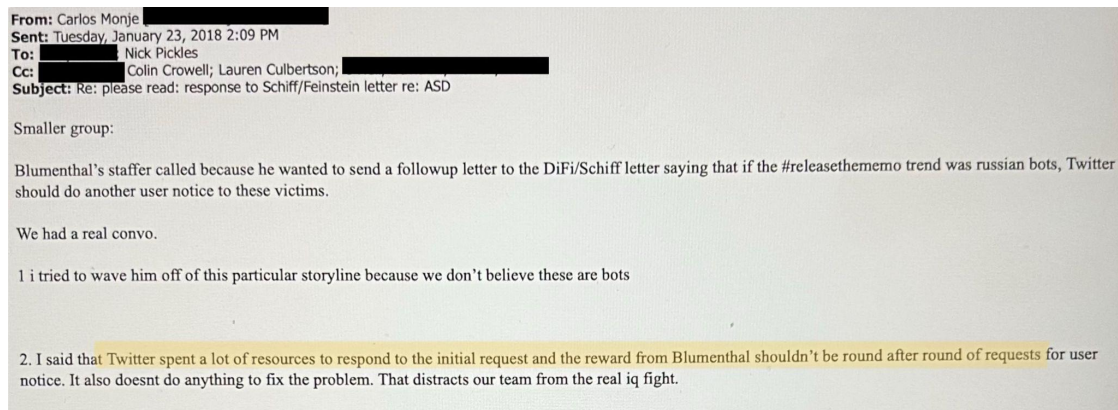 From: Carlos Monje
Sent: Tuesday, January 23, 2018 2:09 PM
To: Nick Pickles
Cc: Colin Crowell; Lauren Culbertson;
Subject: Re: please read: response to Schiff/Feinstein letter re: ASD
Smaller group:
Blumenthal's staffer called because he wanted to send a followup letter to the DiFi/Schiff letter saying that if the #releasethememo trend was russian bots, Twitter
should do another user notice to these victims.
We had a real convo.
1 i tried to wave him off of this particular storyline because we don't believe these are bots
2. I said that Twitter spent a lot of resources to respond to the initial request and the reward from Blumenthal shouldn't be round after round of requests for user
notice. It also doesnt do anything to fix the problem. That distracts our team from the real iq fight.